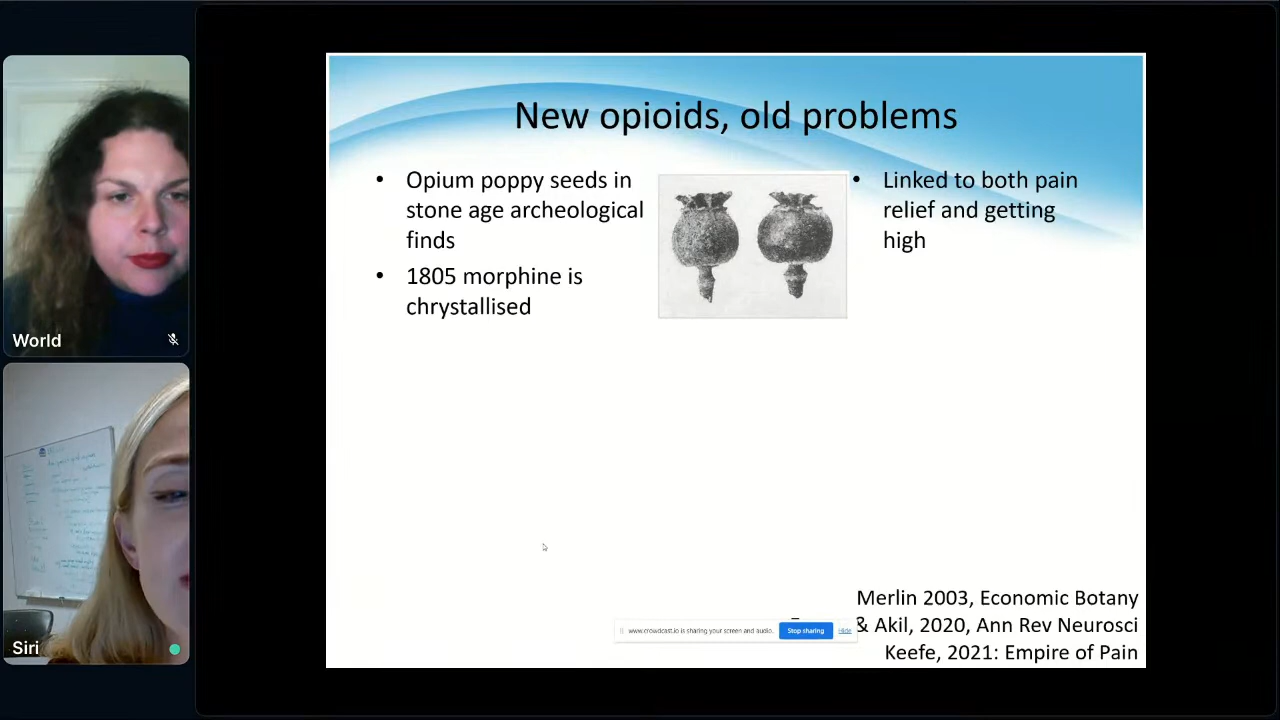 New opioids, old problems
Opium poppy seeds in
stone age archeological
finds
1805 morphine is
chrystallised
Linked to both pain
relief and getting
high
World
Siri
Merlin 2003, Economic Botany
& Akil, 2020, Ann Rev Neurosci
Keefe, 2021: Empire of Pain
www.crowdcast.io is sharing your screen and audio.
Stop sharing
Hide